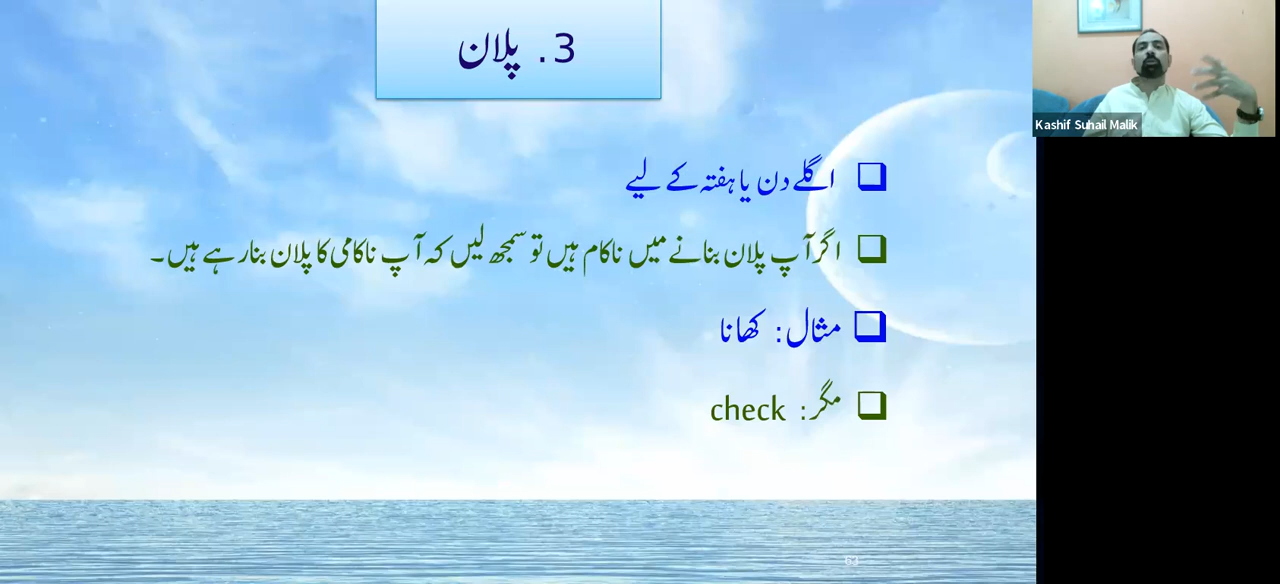 3. پلان
اگلے دن یا ہفتہ کے لیے
اگر آپ پلان بنانے میں ناکام ہیں تو سمجھ لیں کہ آپ ناکامی کا پلان بنا رہے ہیں۔
مثال: کھانا
مگر: check
Kashif Suhail Malik